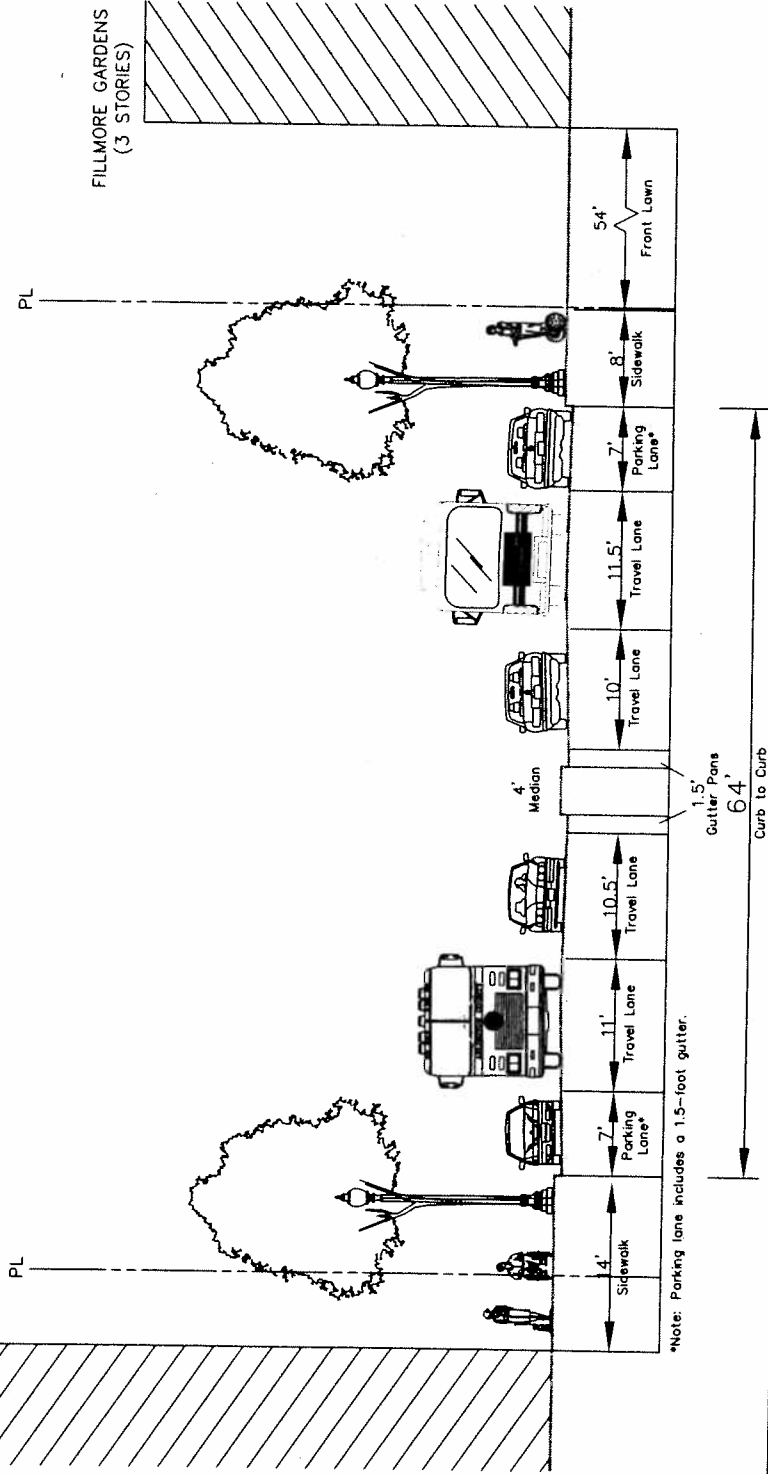 FILLMORE GARDENS
(3 STORIES)
PL
PL
4'
Median
14'
Sidewalk
7'
Parking
Lane*
11'
Travel Lane
10.5'
Travel Lane
1.5'
Gutter Pans
10'
Travel Lane
11.5'
Travel Lane
7'
Parking
Lane*
8'
Sidewalk
54'
Front Lawn
64'
Curb to Curb
*Note: Parking lane includes a 1.5-foot gutter.